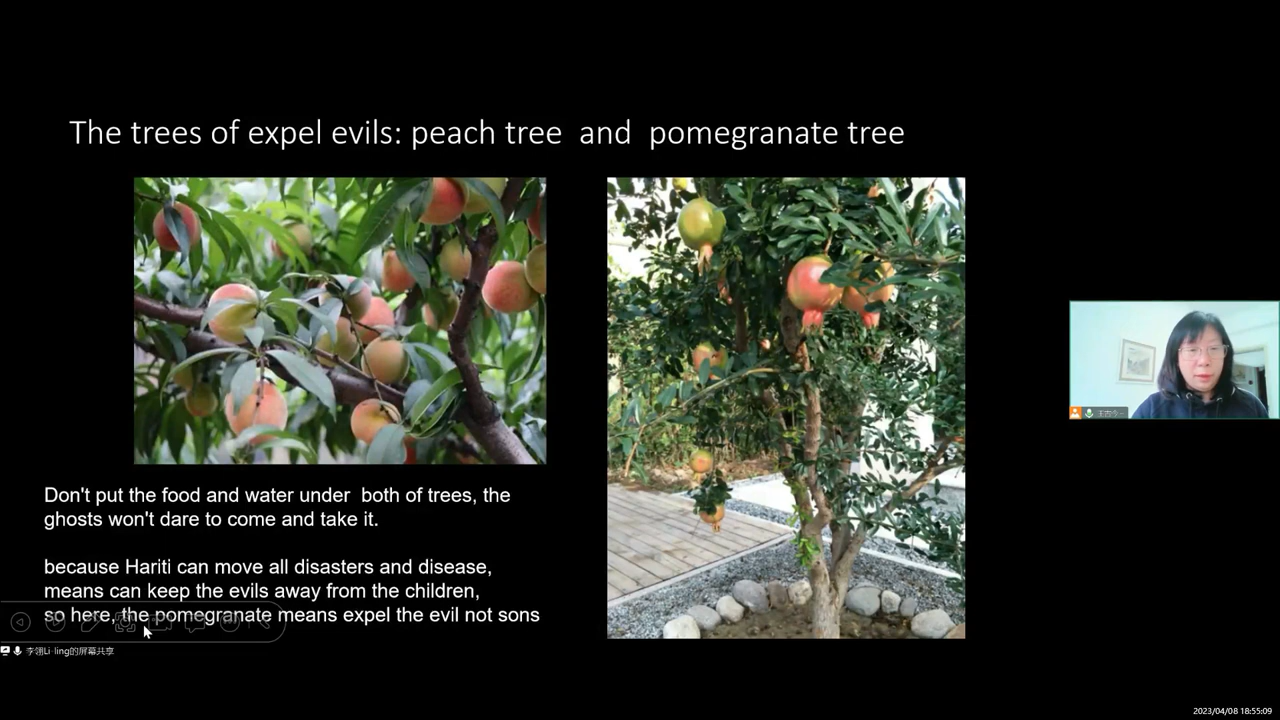 The trees of expel evils: peach tree and pomegranate tree
Don't put the food and water under both of trees, the
ghosts won't dare to come and take it.
because Hariti can move all disasters and disease,
means can keep the evils away from the children,
so here, the pomegranate means expel the evil not sons
李翎Li-ling的屏幕共享
2023/04/08 18:55:09